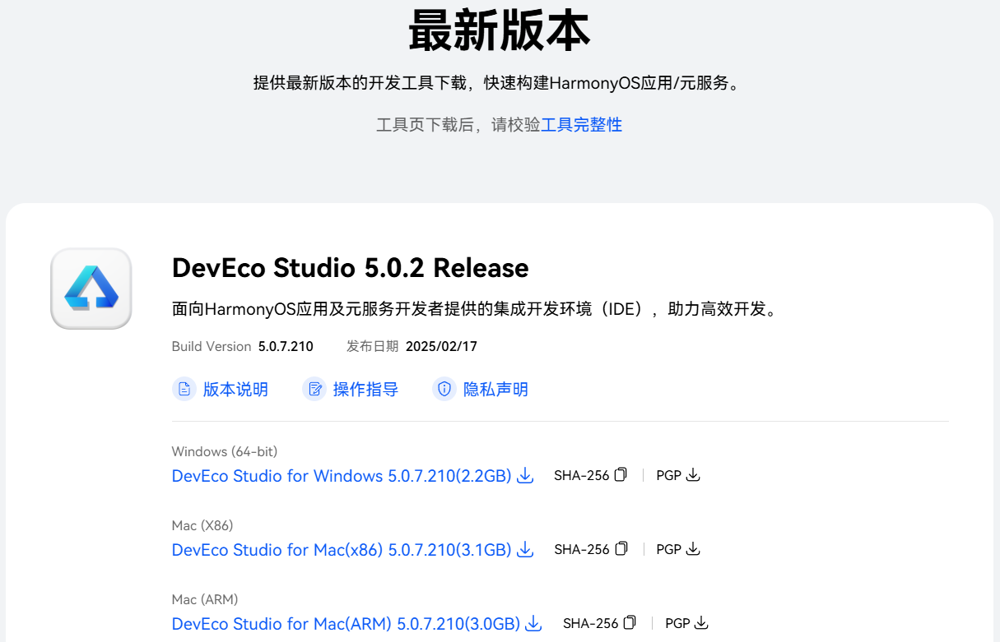 最新版本
提供最新版本的开发工具下载，快速构建HarmonyOS应用/元服务。
工具页下载后，请校验工具完整性
DevEco Studio 5.0.2 Release
面向HarmonyOS应用及元服务开发者提供的集成开发环境（IDE），助力高效开发。
Build Version 5.0.7.210 发布日期 2025/02/17
版本说明 操作指导 隐私声明
Windows (64-bit)
DevEco Studio for Windows 5.0.7.210(2.2GB) SHA-256 PGP
Mac (X86)
DevEco Studio for Mac(x86) 5.0.7.210(3.1GB) SHA-256 PGP
Mac (ARM)
DevEco Studio for Mac(ARM) 5.0.7.210(3.0GB) SHA-256 PGP